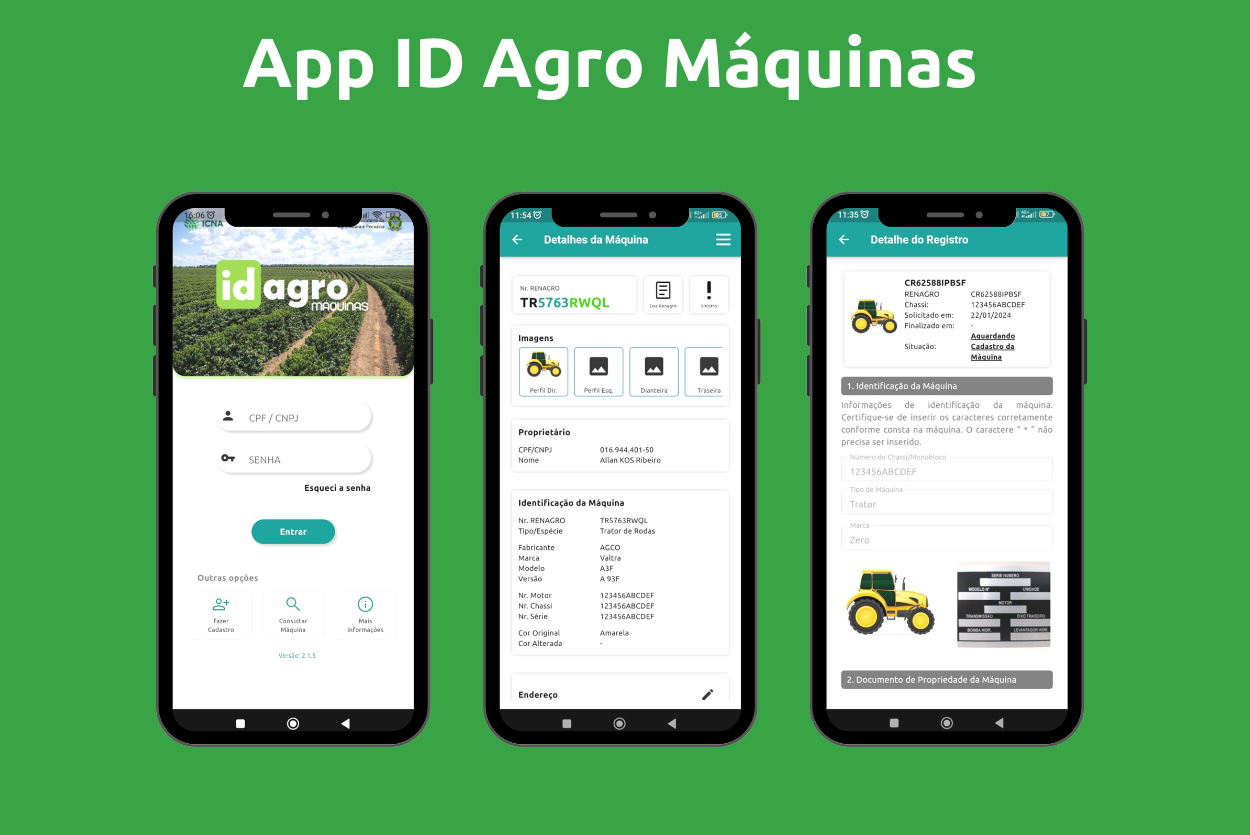 App ID Agro Máquinas
16:06
ICNA
Agricultura e Pecuária
id agro
MÁQUINAS
CPF / CNPJ
SENHA
Esqueci a senha
Entrar
Outras opções
Fazer
Cadastro
Consultar
Máquina
Mais
Informações
Versão: 2.1.5
11:54
Detalhes da Máquina
Nr. RENAGRO
TR5763RWQL
Doc Renagro
Sinistro
Imagens
Perfil Dir.
Perfil Esq.
Dianteira
Traseira
Proprietário
CPF/CNPJ 016.944.401-50
Nome Allan KOS Ribeiro
Identificação da Máquina
Nr. RENAGRO TR5763RWQL
Tipo/Espécie Trator de Rodas
Fabricante AGCO
Marca Valtra
Modelo A3F
Versão A 93F
Nr. Motor 123456ABCDEF
Nr. Chassi 123456ABCDEF
Nr. Série 123456ABCDEF
Cor Original Amarela
Cor Alterada -
Endereço
11:35
Detalhe do Registro
CR62588IPB5F
RENAGRO CR62588IPB5F
Chassi: 123456ABCDEF
Solicitado em: 22/01/2024
Finalizado em: -
Situação: Aguardando
Cadastro da
Máquina
1. Identificação da Máquina
Informações de identificação da máquina.
Certifique-se de inserir os caracteres corretamente
conforme consta na máquina. O caractere " * " não
precisa ser inserido.
Número do Chassi/Monobloco
123456ABCDEF
Tipo de Máquina
Trator
Marca
Zero
SERIE NUMERO
MODELO Nº UNIDADE
MOTOR
TRANSMISSAO EIXO TRASEIRO
BOMBA HIDR. LEVANTADOR HIDR.
2. Documento de Propriedade da Máquina